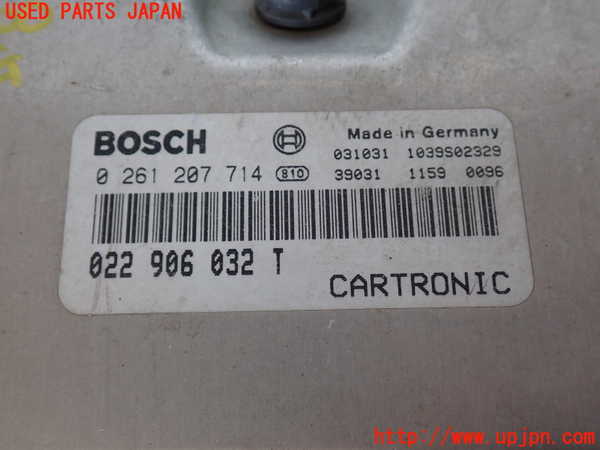 USED PARTS JAPAN
BOSCH
Made in Germany
031031 1039S02329
0 261 207 714 810 39031 1159 0096
022 906 032 T
CARTRONIC
http://www.upjpn.com/